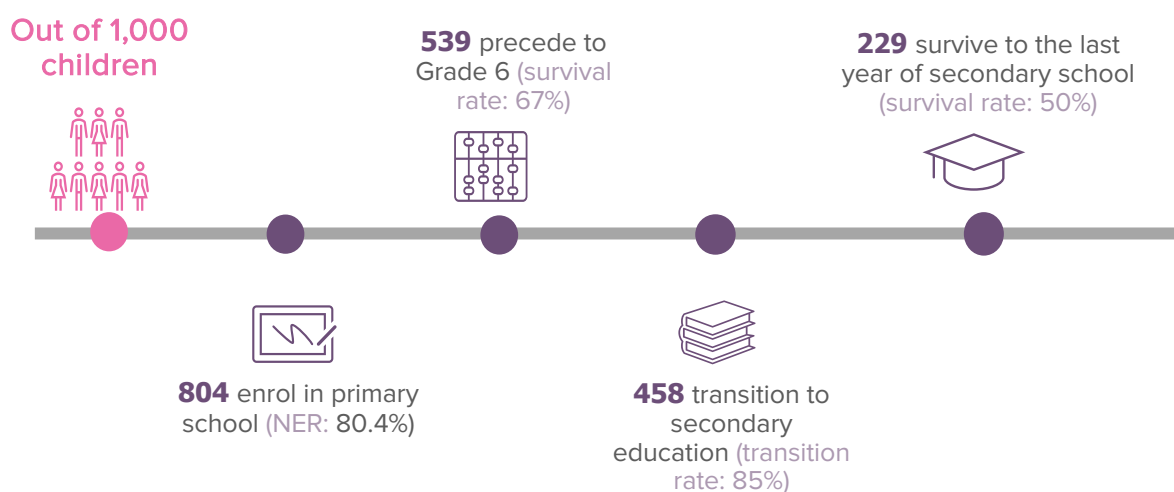 Out of 1,000
children
804 enrol in primary
school (NER: 80.4%)
539 precede to
Grade 6 (survival
rate: 67%)
458 transition to
secondary
education (transition
rate: 85%)
229 survive to the last
year of secondary school
(survival rate: 50%)